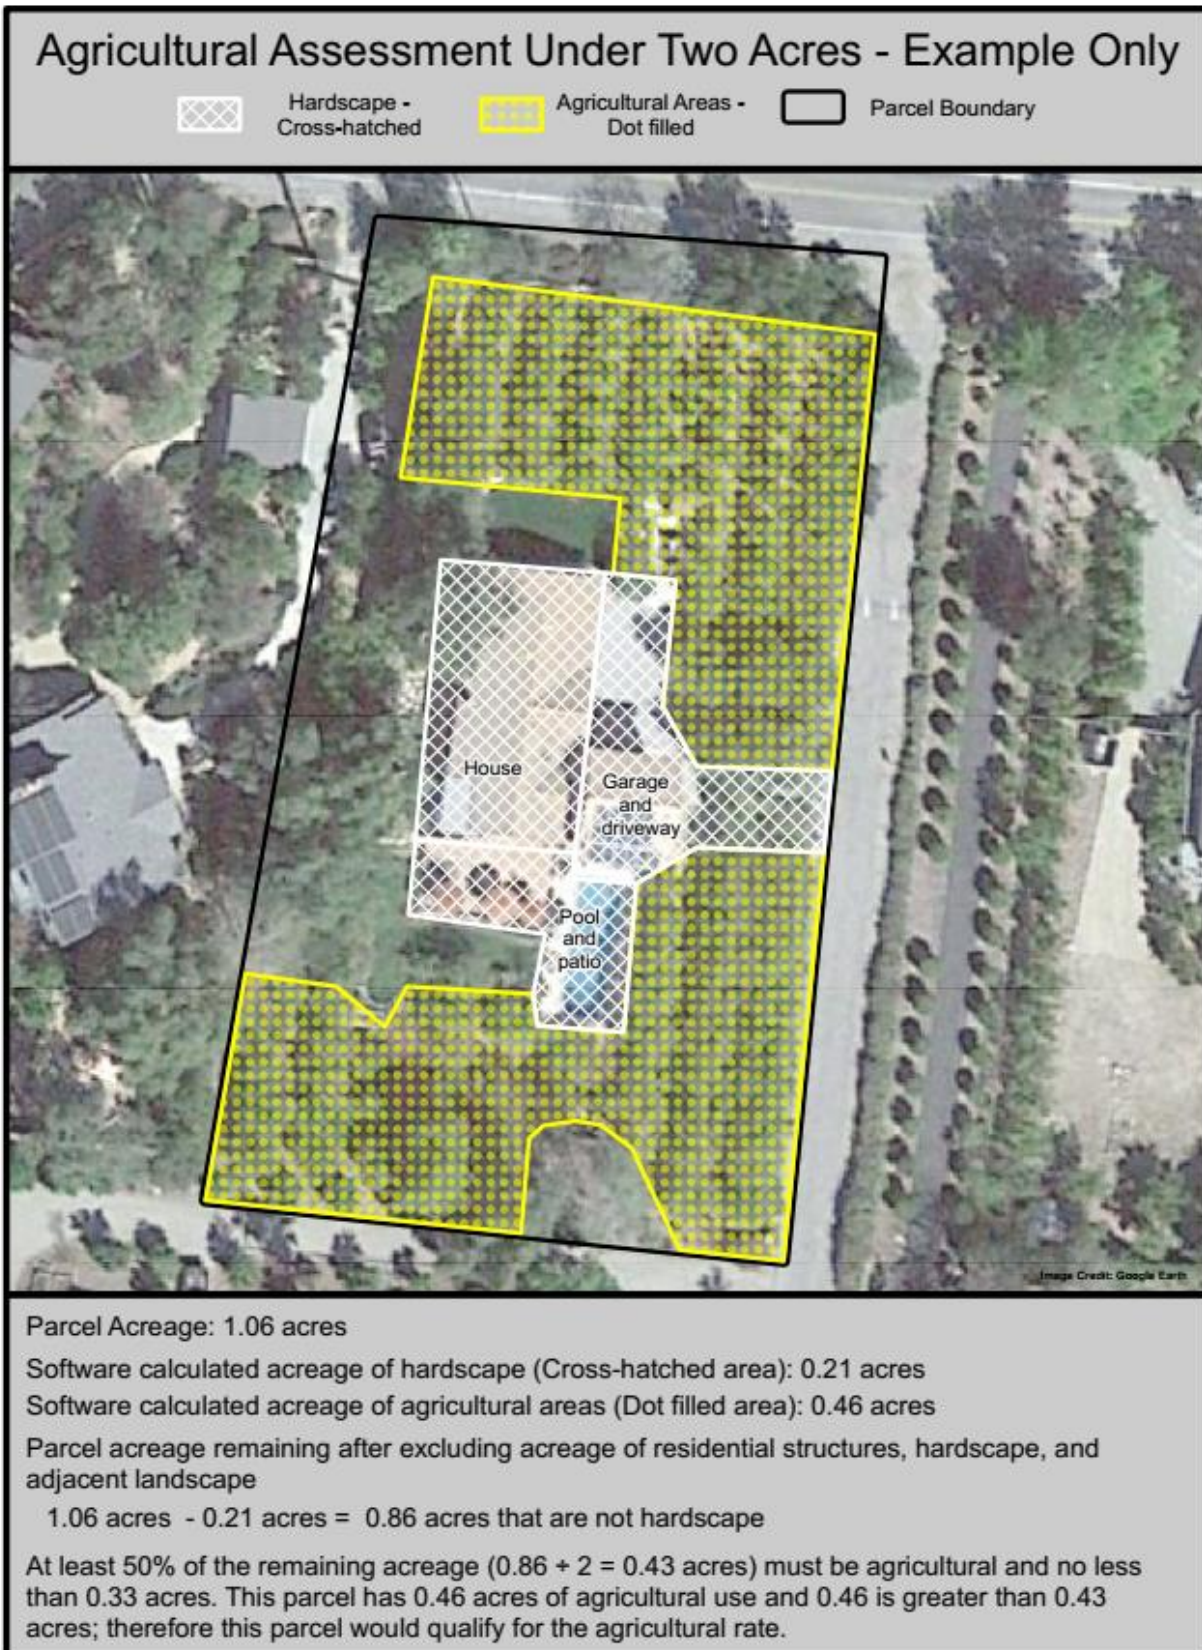 Agricultural Assessment Under Two Acres - Example Only
Hardscape -
Cross-hatched
Agricultural Areas -
Dot filled
Parcel Boundary
House
Garage
and
driveway
Pool
and
patio
Image Credit: Google Earth
Parcel Acreage: 1.06 acres
Software calculated acreage of hardscape (Cross-hatched area): 0.21 acres
Software calculated acreage of agricultural areas (Dot filled area): 0.46 acres
Parcel acreage remaining after excluding acreage of residential structures, hardscape, and
adjacent landscape
1.06 acres - 0.21 acres = 0.86 acres that are not hardscape
At least 50% of the remaining acreage (0.86 ÷ 2 = 0.43 acres) must be agricultural and no less
than 0.33 acres. This parcel has 0.46 acres of agricultural use and 0.46 is greater than 0.43
acres; therefore this parcel would qualify for the agricultural rate.